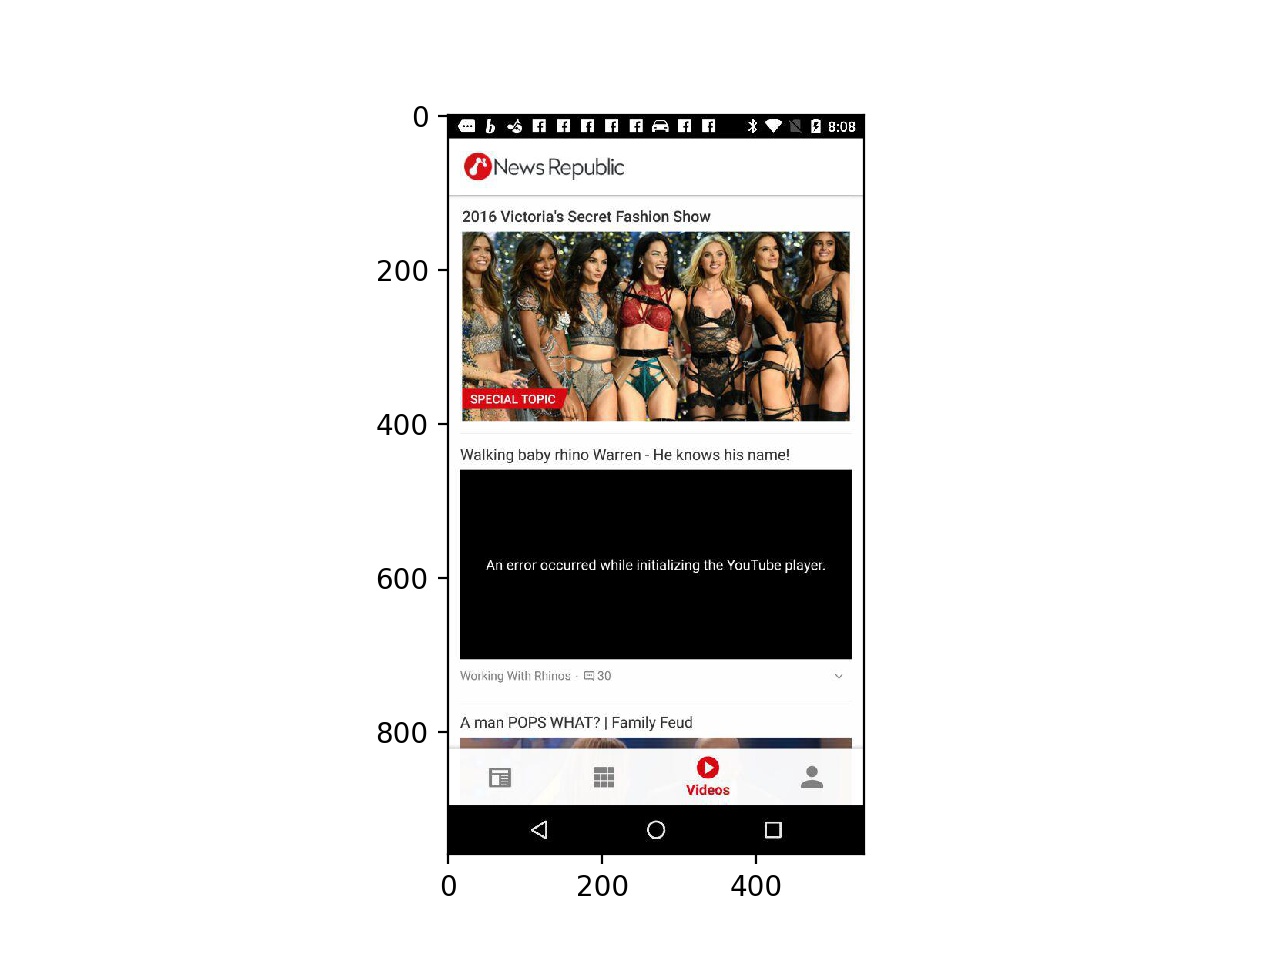 0
200
400
600
800
8:08
News Republic
2016 Victoria's Secret Fashion Show
SPECIAL TOPIC
Walking baby rhino Warren - He knows his name!
An error occurred while initializing the YouTube player.
Working With Rhinos · 30
A man POPS WHAT? | Family Feud
Videos
0 200 400